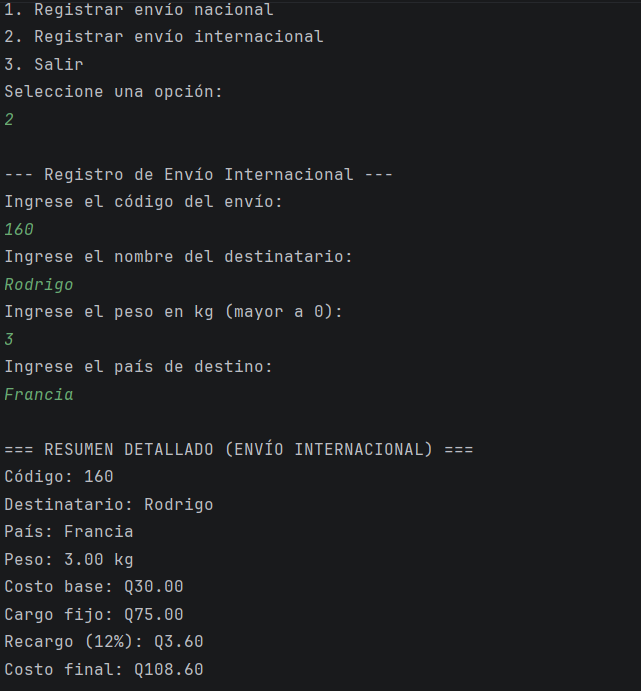 1. Registrar envío nacional
2. Registrar envío internacional
3. Salir
Seleccione una opción:
2
--- Registro de Envío Internacional ---
Ingrese el código del envío:
160
Ingrese el nombre del destinatario:
Rodrigo
Ingrese el peso en kg (mayor a 0):
3
Ingrese el país de destino:
Francia
=== RESUMEN DETALLADO (ENVÍO INTERNACIONAL) ===
Código: 160
Destinatario: Rodrigo
País: Francia
Peso: 3.00 kg
Costo base: Q30.00
Cargo fijo: Q75.00
Recargo (12%): Q3.60
Costo final: Q108.60